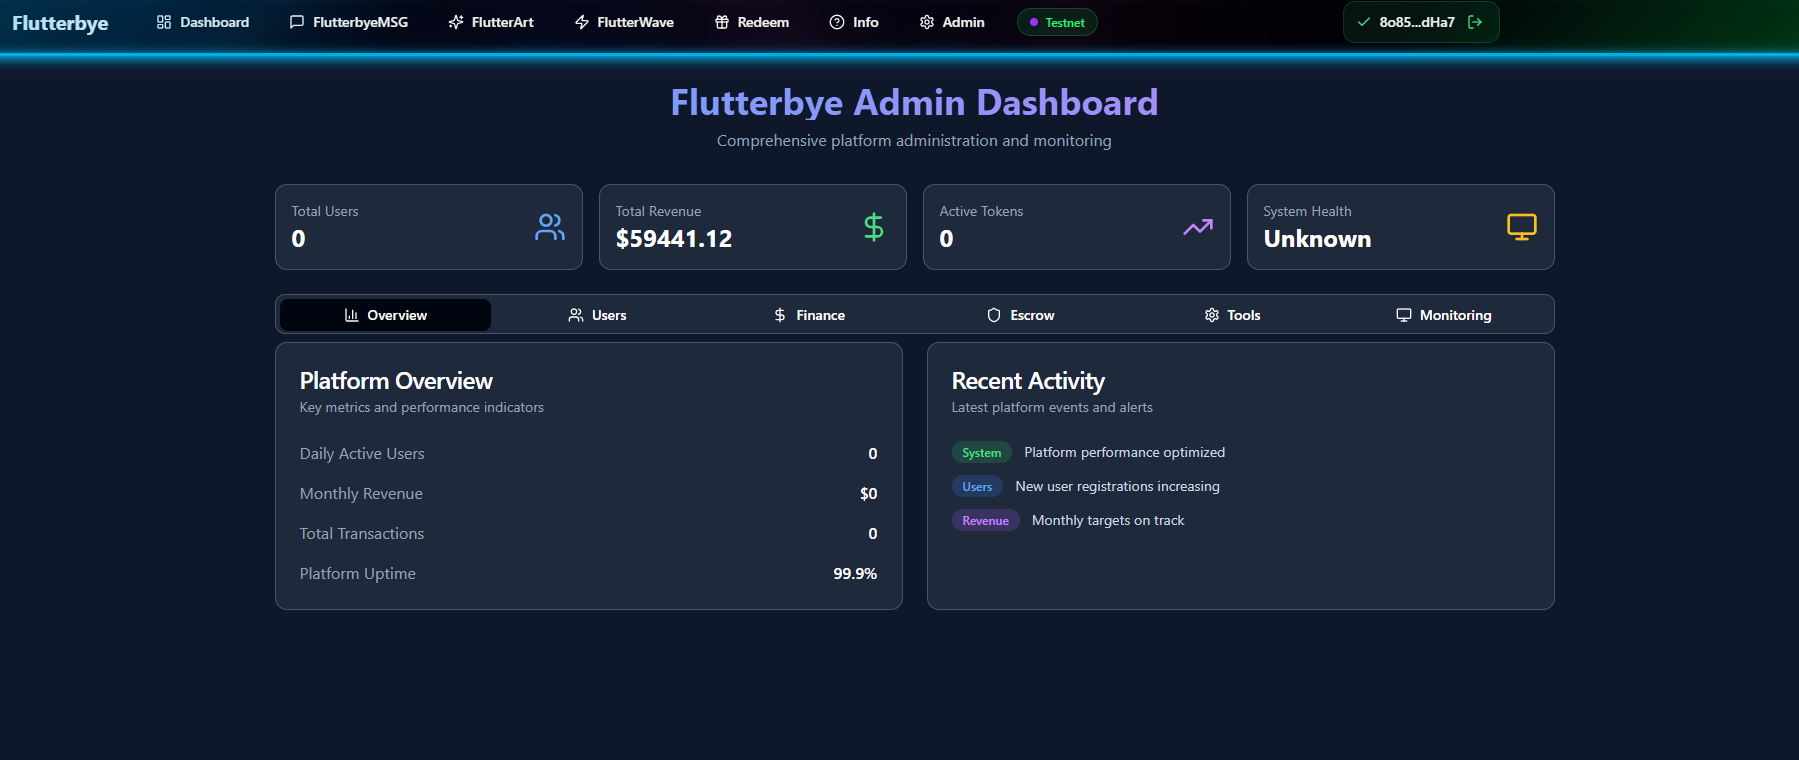 Flutterbye Dashboard FlutterbyeMSG FlutterArt FlutterWave Redeem Info Admin Testnet 8o85...dHa7
Flutterbye Admin Dashboard
Comprehensive platform administration and monitoring
Total Users
0
Total Revenue
$59441.12
Active Tokens
0
System Health
Unknown
Overview Users Finance Escrow Tools Monitoring
Platform Overview
Key metrics and performance indicators
Daily Active Users 0
Monthly Revenue $0
Total Transactions 0
Platform Uptime 99.9%
Recent Activity
Latest platform events and alerts
System Platform performance optimized
Users New user registrations increasing
Revenue Monthly targets on track